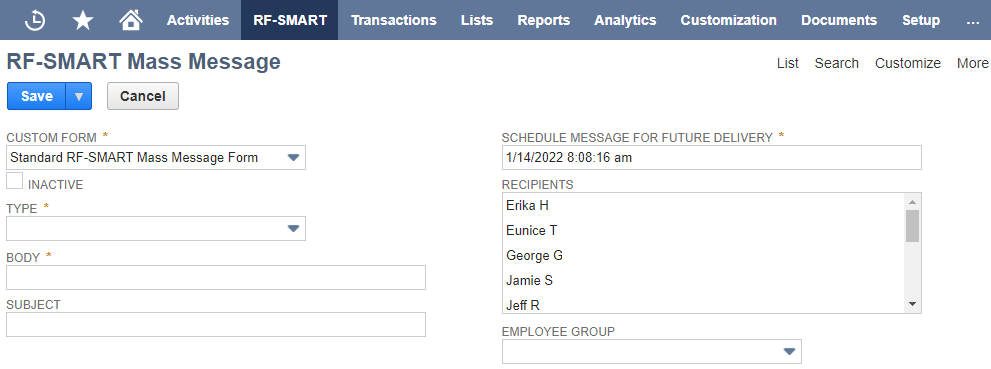 Activities RF-SMART Transactions Lists Reports Analytics Customization Documents Setup ...
RF-SMART Mass Message
List Search Customize More
Save Cancel
CUSTOM FORM *
Standard RF-SMART Mass Message Form
INACTIVE
TYPE *
BODY *
SUBJECT
SCHEDULE MESSAGE FOR FUTURE DELIVERY *
1/14/2022 8:08:16 am
RECIPIENTS
Erika H
Eunice T
George G
Jamie S
Jeff R
EMPLOYEE GROUP